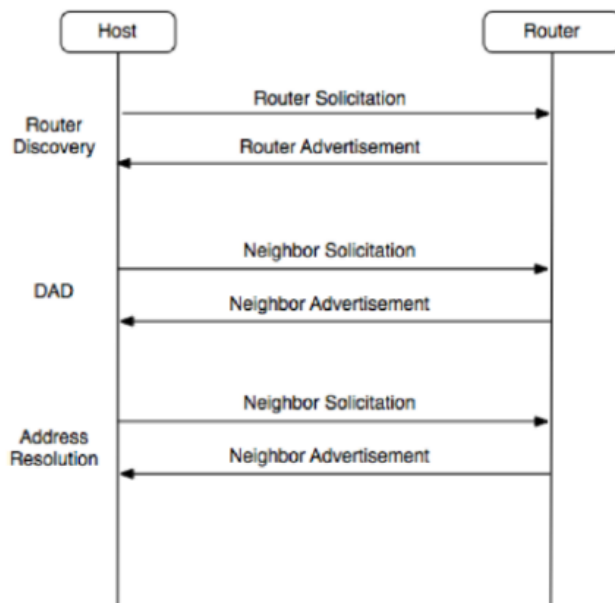 Host
Router
Router Solicitation
Router
Discovery
Router Advertisement
Neighbor Solicitation
DAD
Neighbor Advertisement
Neighbor Solicitation
Address
Resolution
Neighbor Advertisement